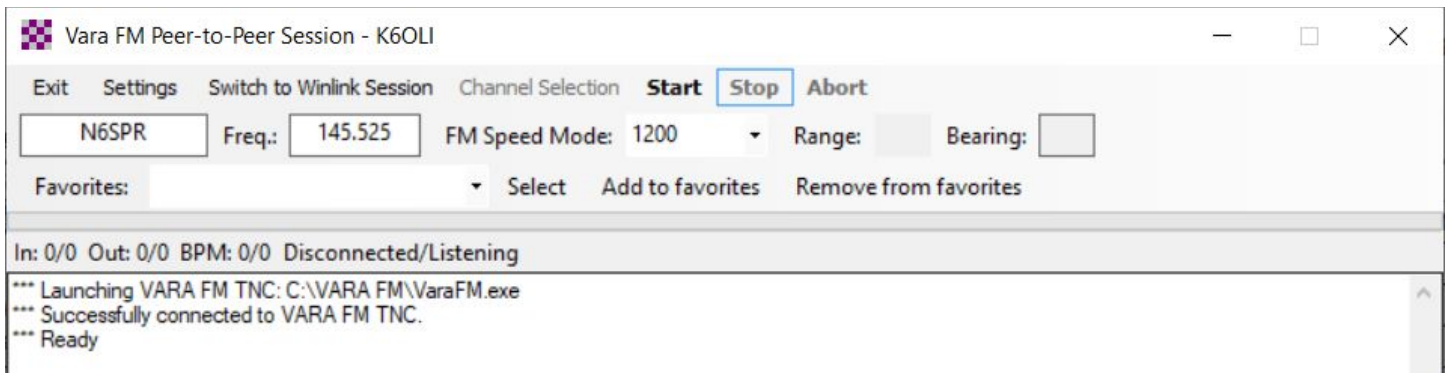 Vara FM Peer-to-Peer Session - K6OLI
Exit Settings Switch to Winlink Session Channel Selection Start Stop Abort
N6SPR Freq.: 145.525 FM Speed Mode: 1200 Range: Bearing:
Favorites: Select Add to favorites Remove from favorites
In: 0/0 Out: 0/0 BPM: 0/0 Disconnected/Listening
*** Launching VARA FM TNC: C:\VARA FM\VaraFM.exe
*** Successfully connected to VARA FM TNC.
*** Ready